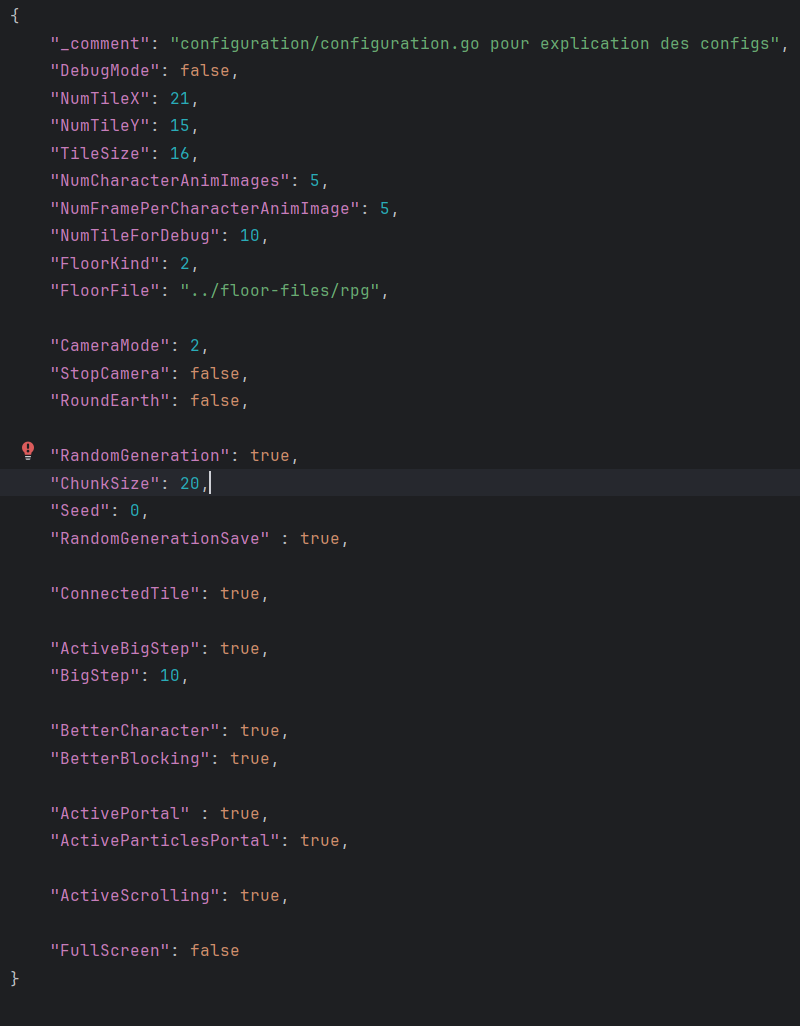 {
    "_comment": "configuration/configuration.go pour explication des configs",
    "DebugMode": false,
    "NumTileX": 21,
    "NumTileY": 15,
    "TileSize": 16,
    "NumCharacterAnimImages": 5,
    "NumFramePerCharacterAnimImage": 5,
    "NumTileForDebug": 10,
    "FloorKind": 2,
    "FloorFile": "../floor-files/rpg",

    "CameraMode": 2,
    "StopCamera": false,
    "RoundEarth": false,

    "RandomGeneration": true,
    "ChunkSize": 20,
    "Seed": 0,
    "RandomGenerationSave" : true,

    "ConnectedTile": true,

    "ActiveBigStep": true,
    "BigStep": 10,

    "BetterCharacter": true,
    "BetterBlocking": true,

    "ActivePortal" : true,
    "ActiveParticlesPortal": true,

    "ActiveScrolling": true,

    "FullScreen": false
}